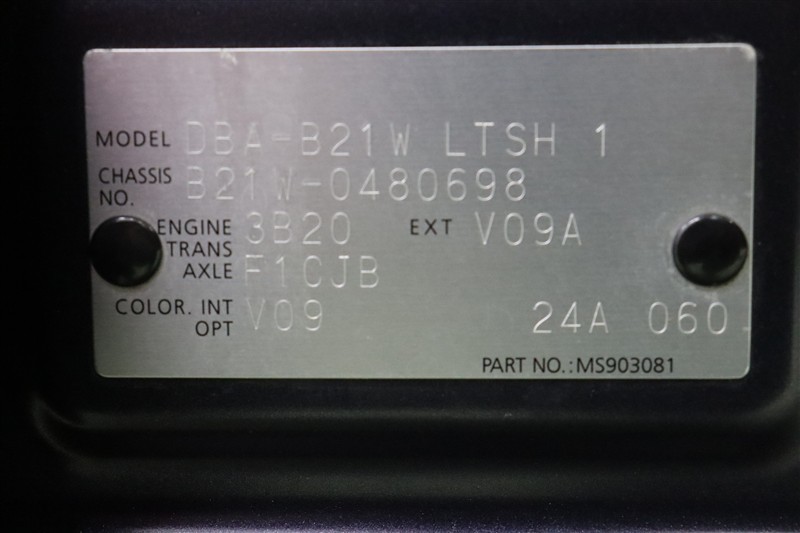 MODEL DBA-B21W LTSH 1
CHASSIS NO. B21W-0480698
ENGINE 3B20 EXT V09A
TRANS AXLE F1CJB
COLOR. INT V09 24A 060
OPT
PART NO.:MS903081